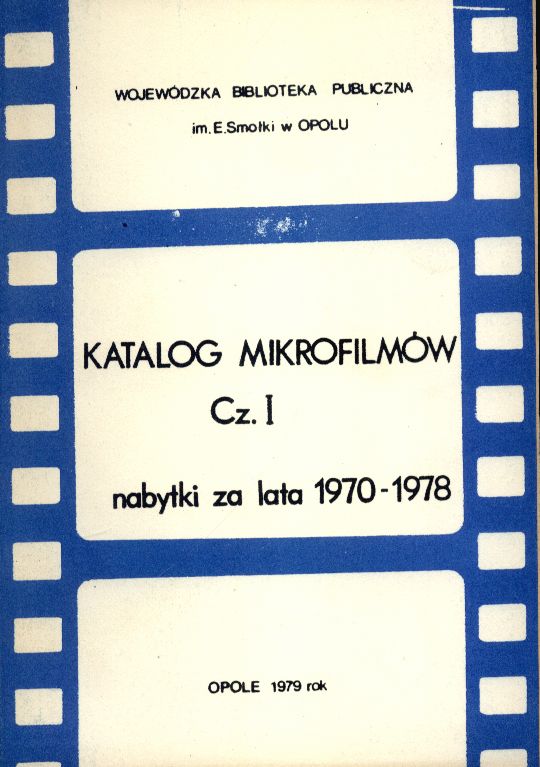 WOJEWÓDZKA BIBLIOTEKA PUBLICZNA
im. E. Smołki w OPOLU
KATALOG MIKROFILMÓW
Cz. I
nabytki za lata 1970-1978
OPOLE 1979 rok